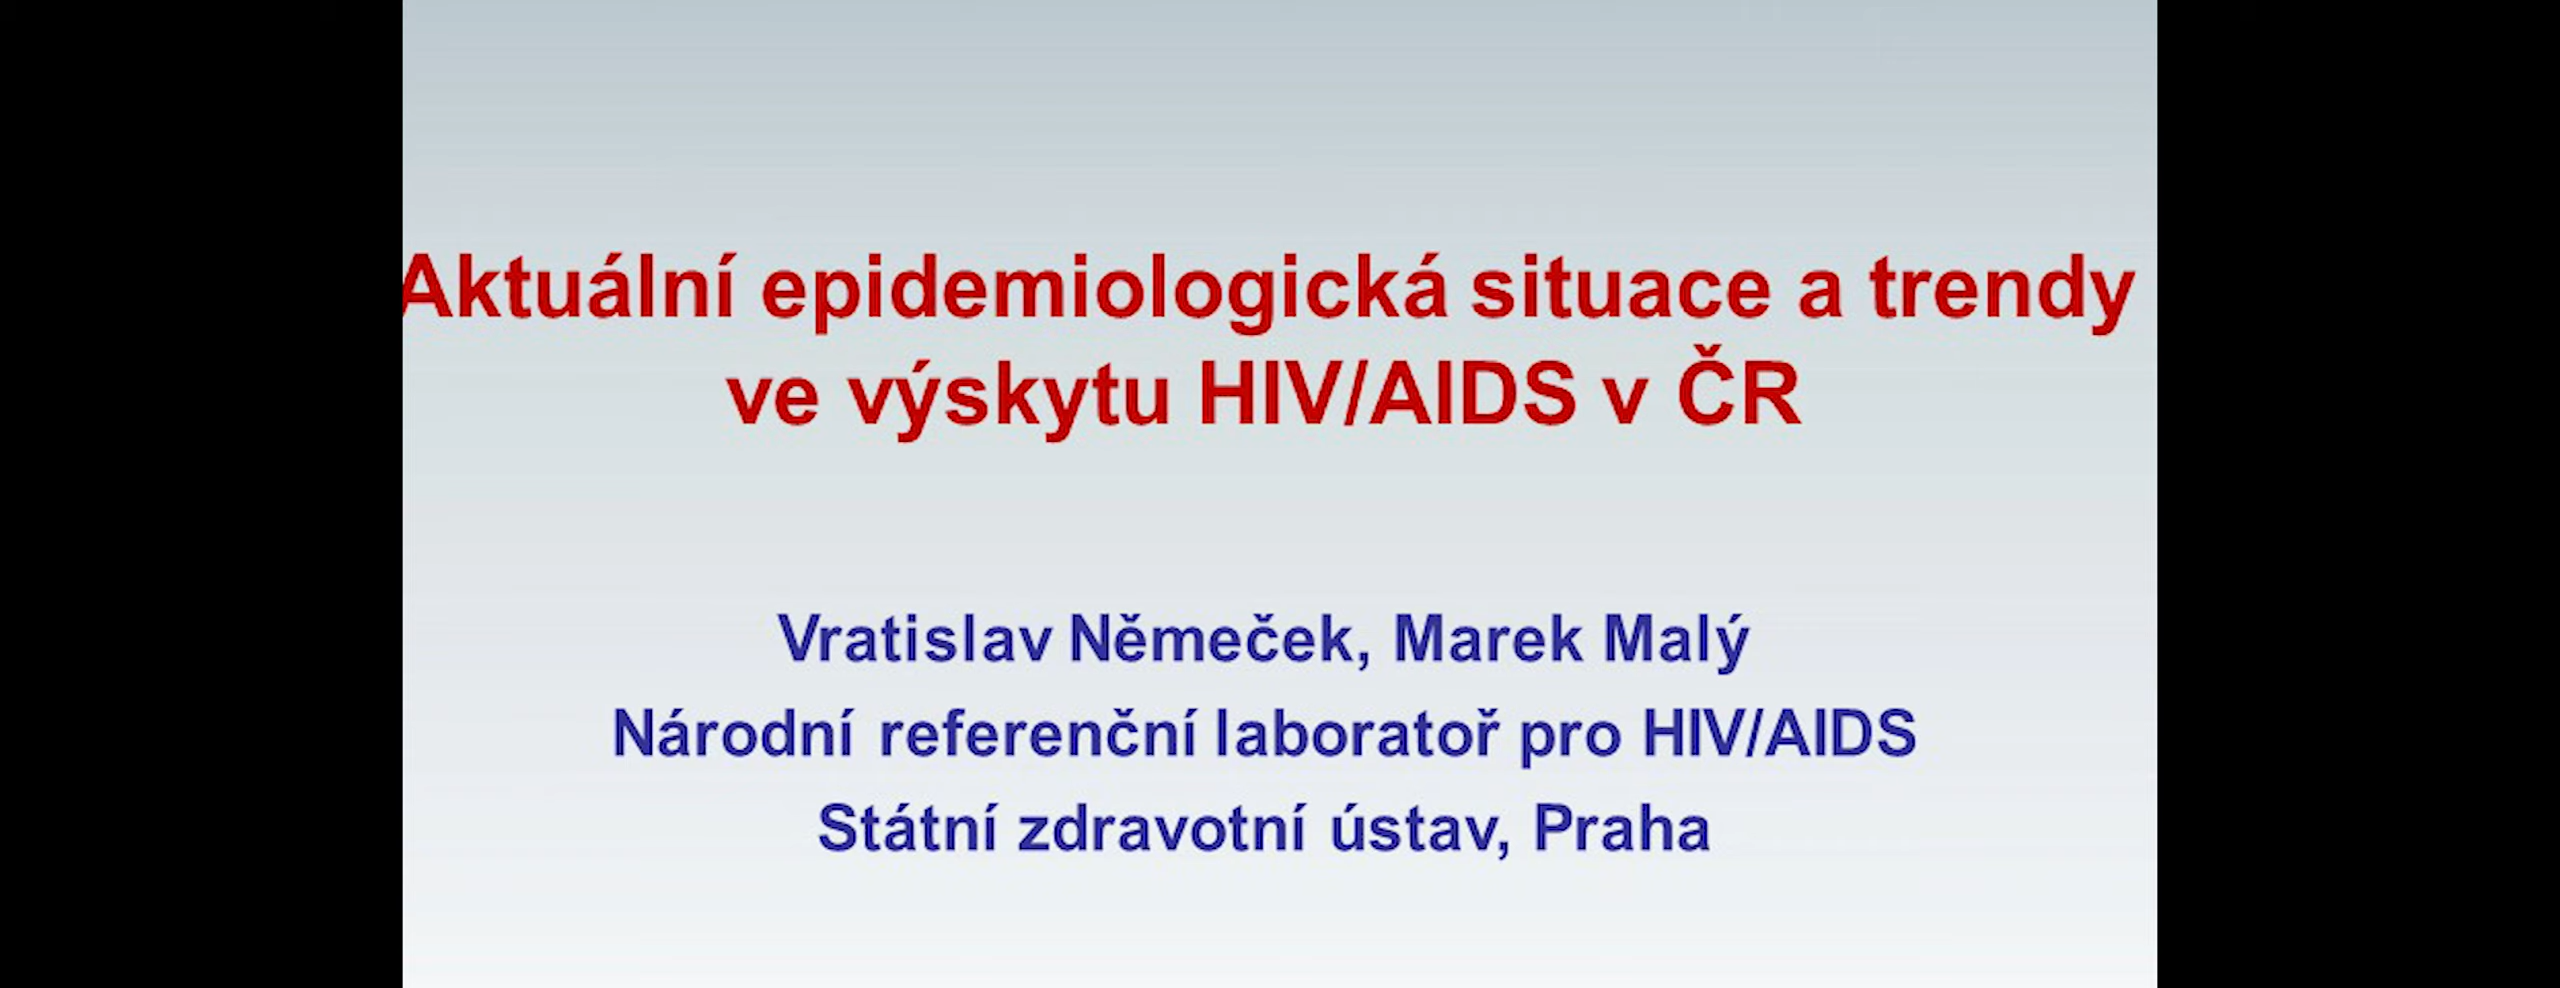 Aktuální epidemiologická situace a trendy
ve výskytu HIV/AIDS v ČR
Vratislav Němeček, Marek Malý
Národní referenční laboratoř pro HIV/AIDS
Státní zdravotní ústav, Praha